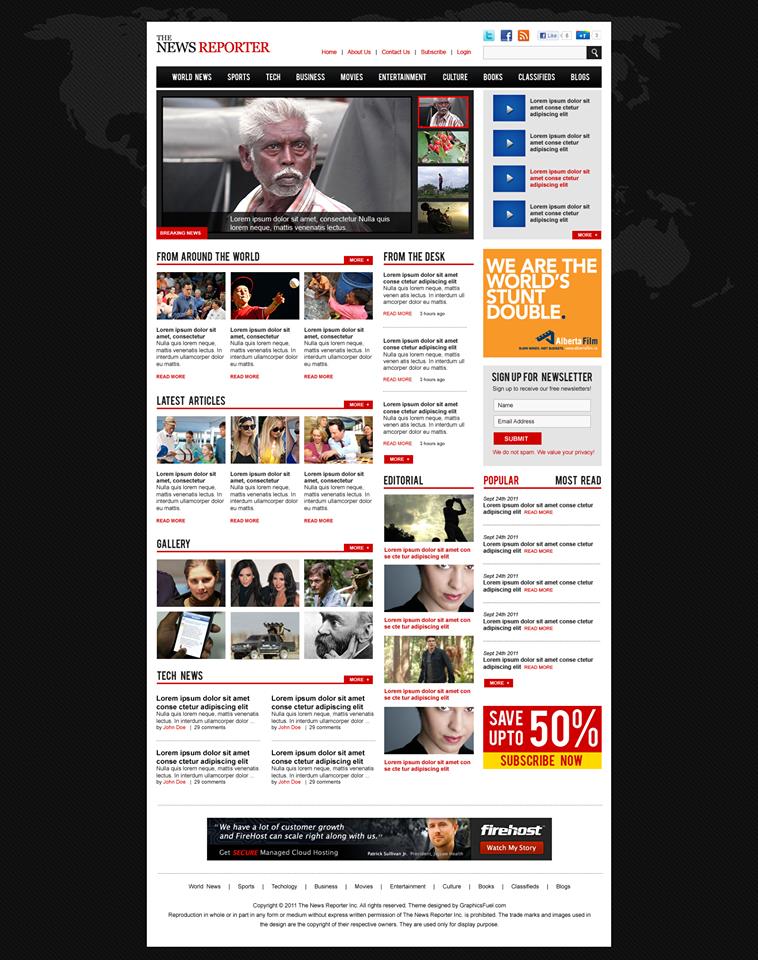 THE
NEWS REPORTER
Home | About Us | Contact Us | Subscribe | Login
Like 6
+1 3
WORLD NEWS SPORTS TECH BUSINESS MOVIES ENTERTAINMENT CULTURE BOOKS CLASSIFIEDS BLOGS
Lorem ipsum dolor sit amet, consectetur Nulla quis
lorem neque, mattis venenatis lectus.
BREAKING NEWS
Lorem ipsum dolor sit
amet conse ctetur
adipiscing elit
Lorem ipsum dolor sit
amet conse ctetur
adipiscing elit
Lorem ipsum dolor sit
amet conse ctetur
adipiscing elit
Lorem ipsum dolor sit
amet conse ctetur
adipiscing elit
MORE +
FROM AROUND THE WORLD
MORE +
Lorem ipsum dolor sit
amet, consectetur
Nulla quis lorem neque,
mattis venenatis lectus. In
interdum ullamcorper dolor
eu mattis.
READ MORE
Lorem ipsum dolor sit
amet, consectetur
Nulla quis lorem neque,
mattis venenatis lectus. In
interdum ullamcorper dolor
eu mattis.
READ MORE
Lorem ipsum dolor sit
amet, consectetur
Nulla quis lorem neque,
mattis venenatis lectus. In
interdum ullamcorper dolor
eu mattis.
READ MORE
LATEST ARTICLES
MORE +
Lorem ipsum dolor sit
amet, consectetur
Nulla quis lorem neque,
mattis venenatis lectus. In
interdum ullamcorper dolor
eu mattis.
READ MORE
Lorem ipsum dolor sit
amet, consectetur
Nulla quis lorem neque,
mattis venenatis lectus. In
interdum ullamcorper dolor
eu mattis.
READ MORE
Lorem ipsum dolor sit
amet, consectetur
Nulla quis lorem neque,
mattis venenatis lectus. In
interdum ullamcorper dolor
eu mattis.
READ MORE
GALLERY
MORE +
TECH NEWS
MORE +
Lorem ipsum dolor sit amet
conse ctetur adipiscing elit
Nulla quis lorem neque, mattis venenatis
lectus. In interdum ullamcorper dolor ...
by John Doe | 29 comments
Lorem ipsum dolor sit amet
conse ctetur adipiscing elit
Nulla quis lorem neque, mattis venenatis
lectus. In interdum ullamcorper dolor ...
by John Doe | 29 comments
Lorem ipsum dolor sit amet
conse ctetur adipiscing elit
Nulla quis lorem neque, mattis venenatis
lectus. In interdum ullamcorper dolor ...
by John Doe | 29 comments
Lorem ipsum dolor sit amet
conse ctetur adipiscing elit
Nulla quis lorem neque, mattis venenatis
lectus. In interdum ullamcorper dolor ...
by John Doe | 29 comments
FROM THE DESK
Lorem ipsum dolor sit amet
conse ctetur adipiscing elit
Nulla quis lorem neque, mattis
venen atis lectus. In interdum ull
amcorper dolor eu mattis.
READ MORE 3 hours ago
Lorem ipsum dolor sit amet
conse ctetur adipiscing elit
Nulla quis lorem neque, mattis
venen atis lectus. In interdum ull
amcorper dolor eu mattis.
READ MORE 3 hours ago
Lorem ipsum dolor sit amet
conse ctetur adipiscing elit
Nulla quis lorem neque, mattis
venen atis lectus. In interdum ull
amcorper dolor eu mattis.
READ MORE 3 hours ago
MORE +
EDITORIAL
Lorem ipsum dolor sit amet con
se cte tur adipiscing elit
Lorem ipsum dolor sit amet con
se cte tur adipiscing elit
Lorem ipsum dolor sit amet con
se cte tur adipiscing elit
Lorem ipsum dolor sit amet con
se cte tur adipiscing elit
WE ARE THE
WORLD'S
STUNT
DOUBLE.
AlbertaFilm
SIGN UP FOR NEWSLETTER
Sign up to receive our free newsletters!
Name
Email Address
SUBMIT
We do not spam. We value your privacy!
POPULAR MOST READ
Sept 24th 2011
Lorem ipsum dolor sit amet conse ctetur
adipiscing elit READ MORE
Sept 24th 2011
Lorem ipsum dolor sit amet conse ctetur
adipiscing elit READ MORE
Sept 24th 2011
Lorem ipsum dolor sit amet conse ctetur
adipiscing elit READ MORE
Sept 24th 2011
Lorem ipsum dolor sit amet conse ctetur
adipiscing elit READ MORE
Sept 24th 2011
Lorem ipsum dolor sit amet conse ctetur
adipiscing elit READ MORE
MORE +
SAVE
UPTO 50%
SUBSCRIBE NOW
"We have a lot of customer growth
and FireHost can scale right along with us."
Get SECURE Managed Cloud Hosting
Patrick Sullivan Jr.
firehost
Watch My Story
World News | Sports | Techology | Business | Movies | Entertainment | Culture | Books | Classifieds | Blogs
Copyright © 2011 The News Reporter Inc. All rights reserved. Theme designed by GraphicsFuel.com
Reproduction in whole or in part in any form or medium without express written permission of The News Reporter Inc. is prohibited. The trade marks and images used in
the design are the copyright of their respective owners. They are used only for display purpose.